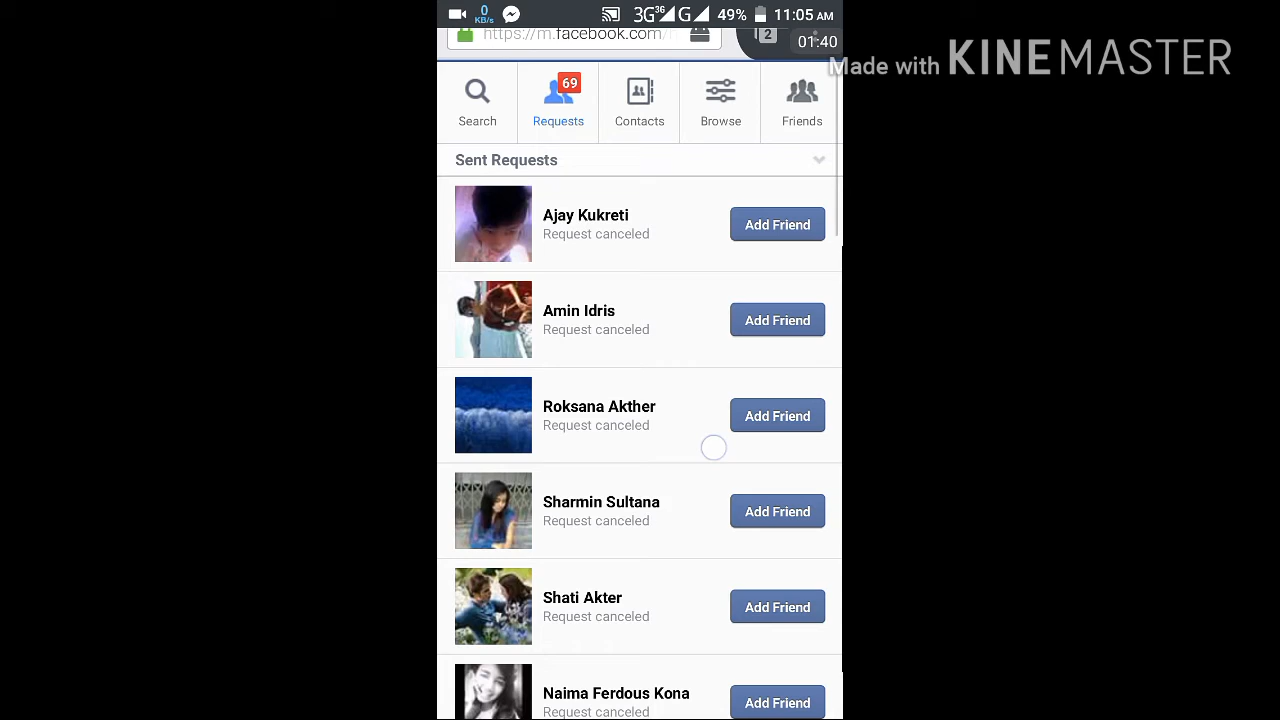 0
KB/s
3G 3G G 49% 11:05 AM
https://m.facebook.com/
2
01:40
Made with KINEMASTER
Search
69
Requests
Contacts
Browse
Friends
Sent Requests
Ajay Kukreti
Request canceled
Add Friend
Amin Idris
Request canceled
Add Friend
Roksana Akther
Request canceled
Add Friend
Sharmin Sultana
Request canceled
Add Friend
Shati Akter
Request canceled
Add Friend
Naima Ferdous Kona
Request canceled
Add Friend